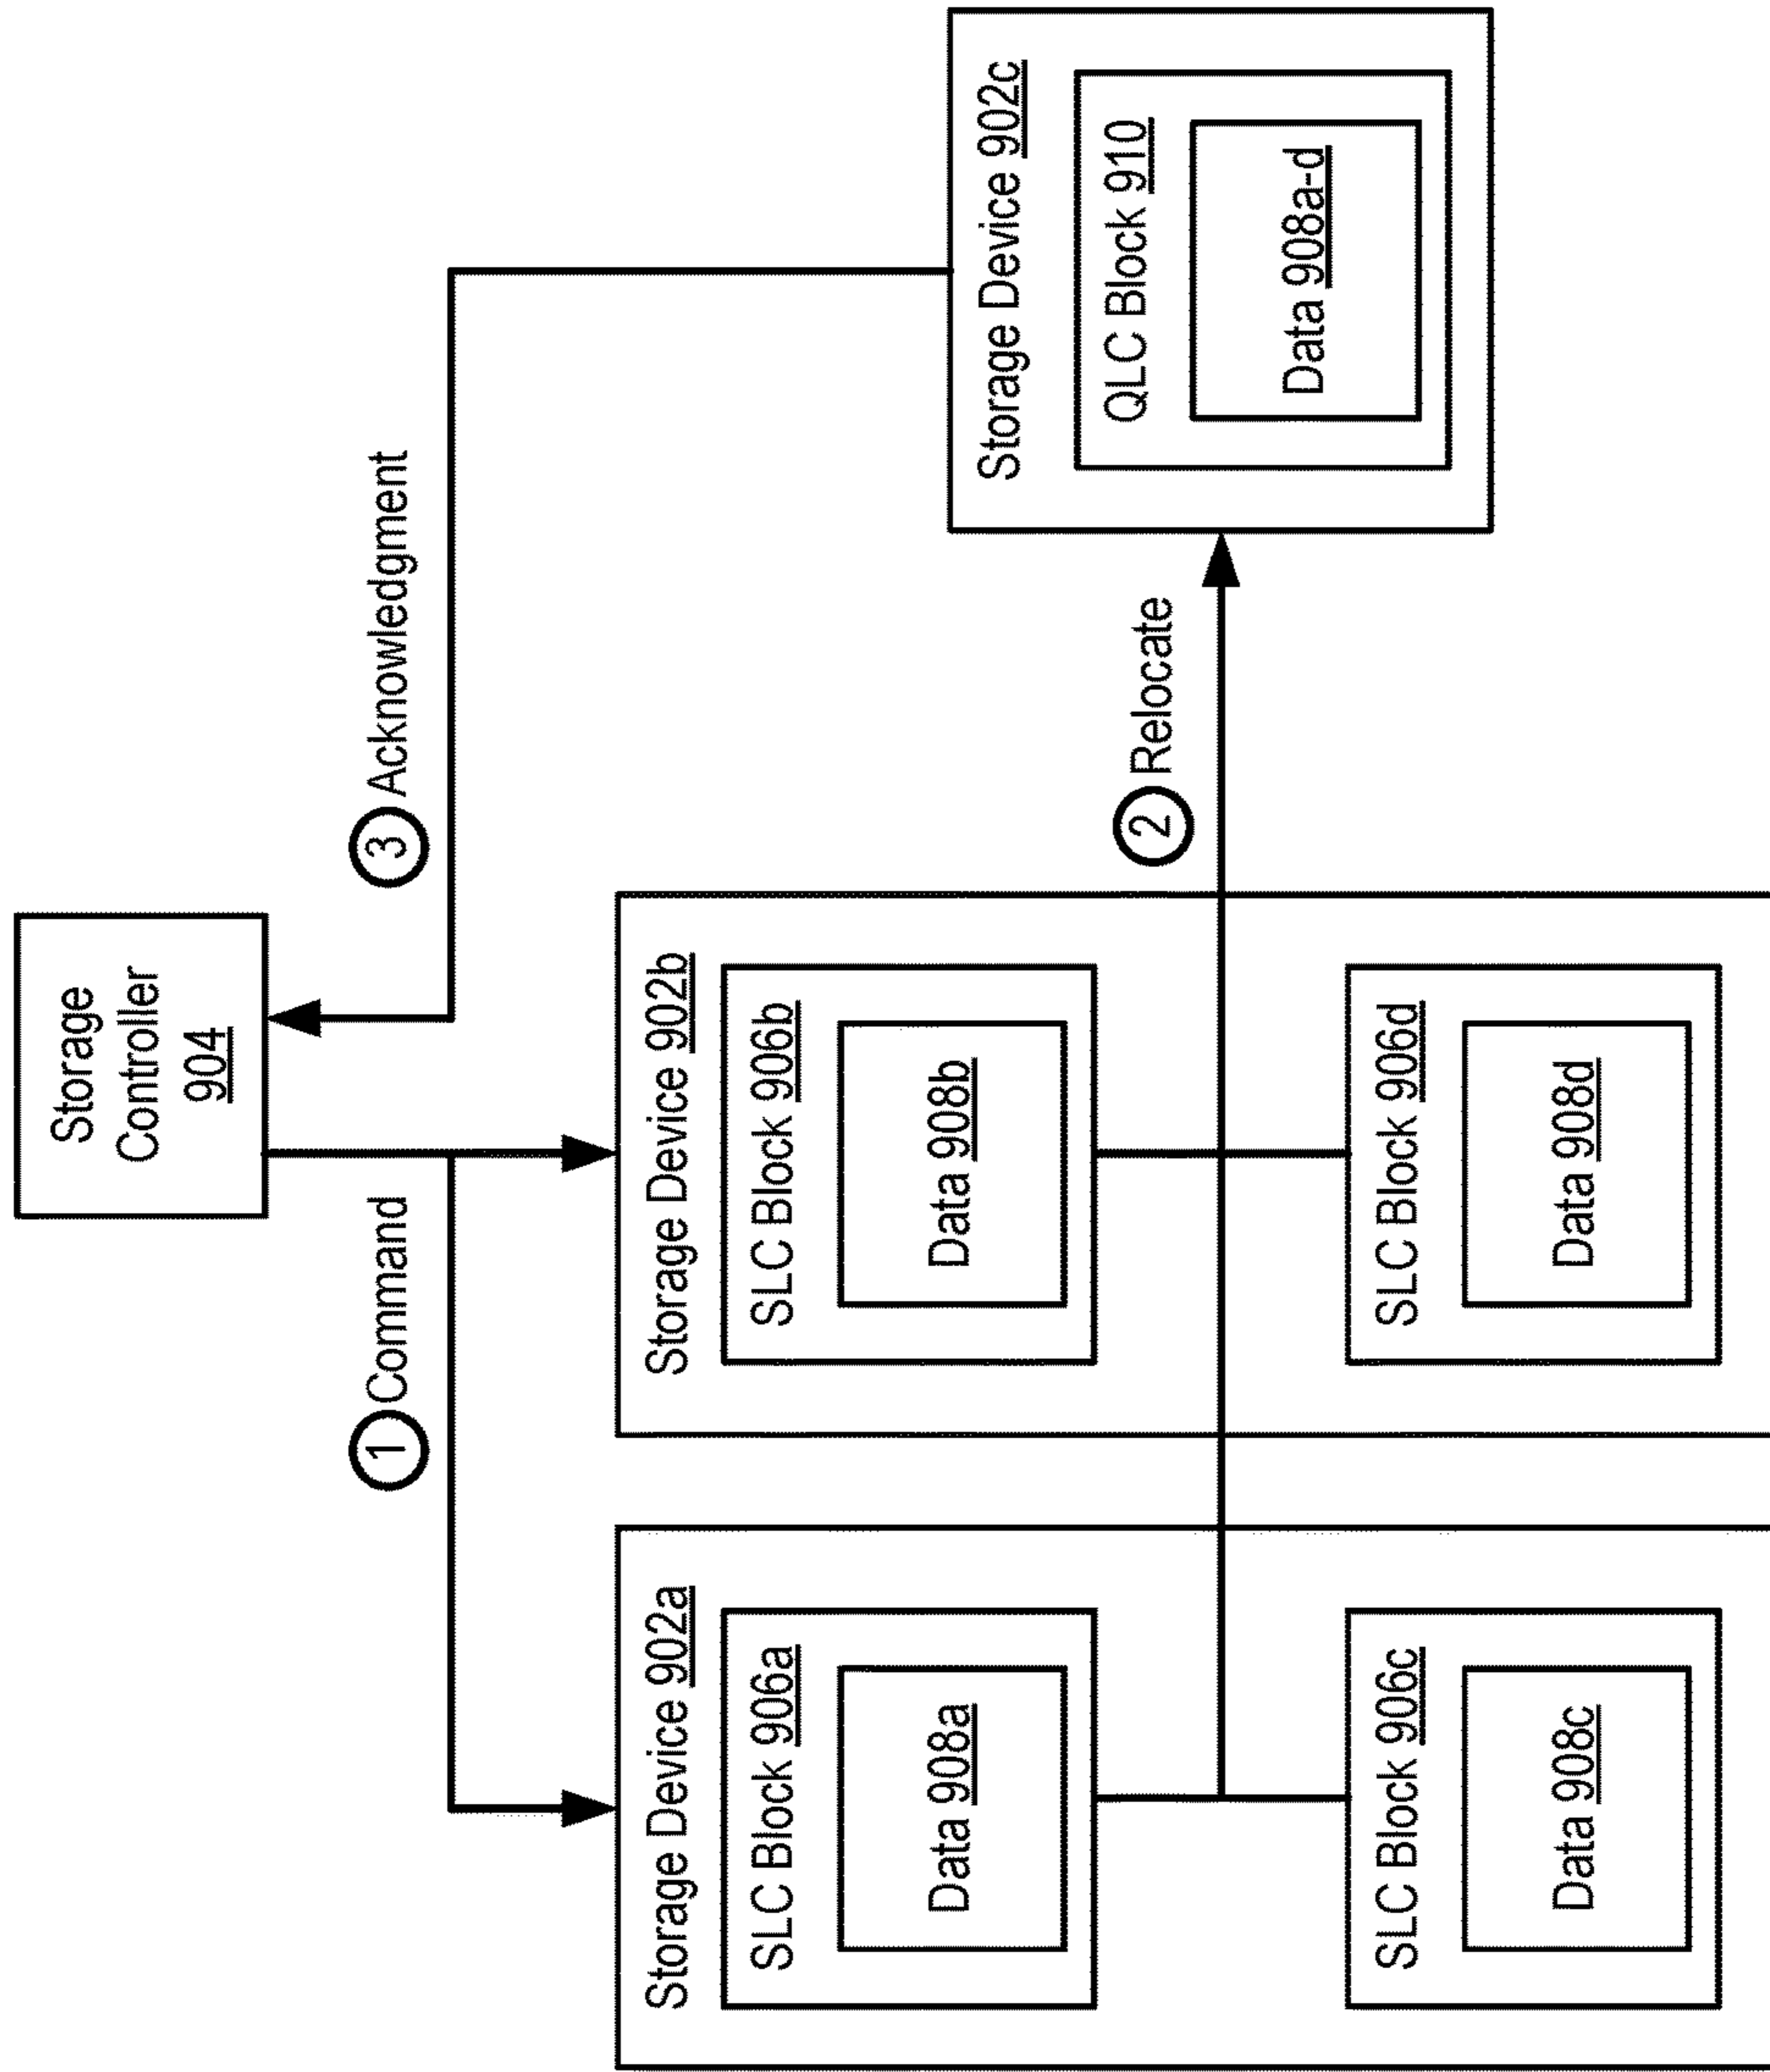 Storage
Controller
904
① Command
③ Acknowledgment
Storage Device 902a
SLC Block 906a
Data 908a
SLC Block 906c
Data 908c
Storage Device 902b
SLC Block 906b
Data 908b
SLC Block 906d
Data 908d
② Relocate
Storage Device 902c
QLC Block 910
Data 908a-d